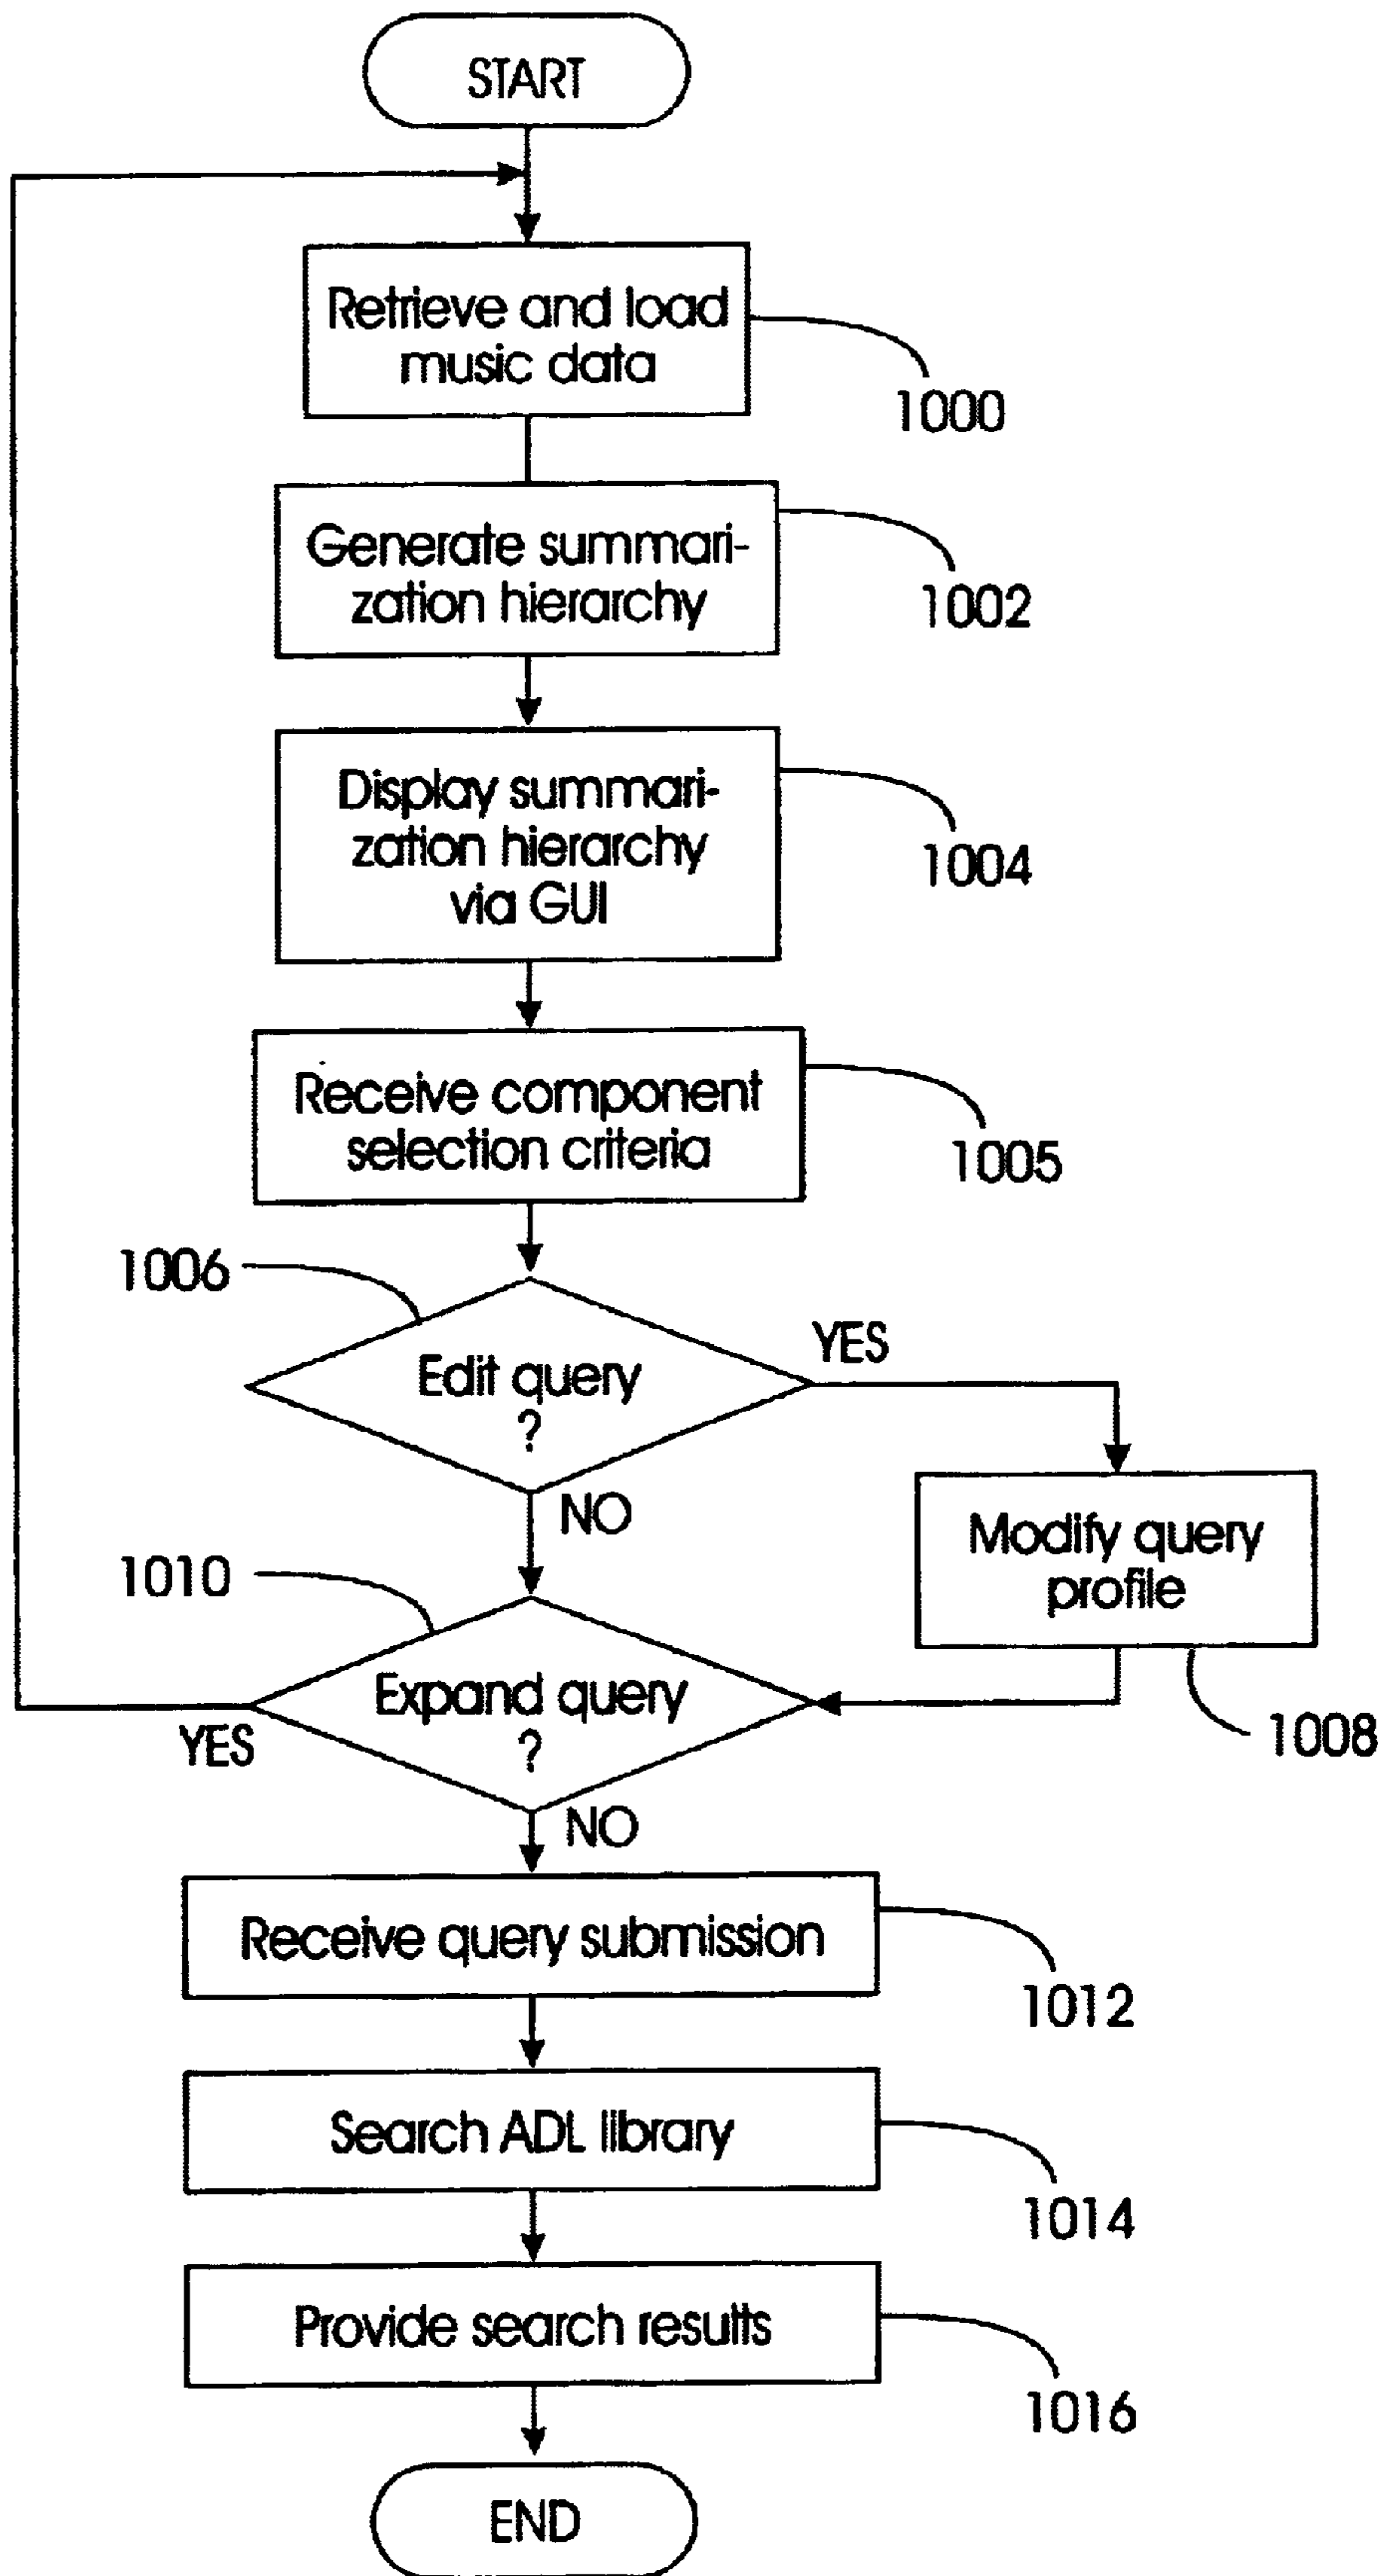 START
Retrieve and load
music data
1000
Generate summari-
zation hierarchy
1002
Display summari-
zation hierarchy
via GUI
1004
Receive component
selection criteria
1005
1006
Edit query
?
YES
NO
Modify query
profile
1008
1010
Expand query
?
YES
NO
Receive query submission
1012
Search ADL library
1014
Provide search results
1016
END